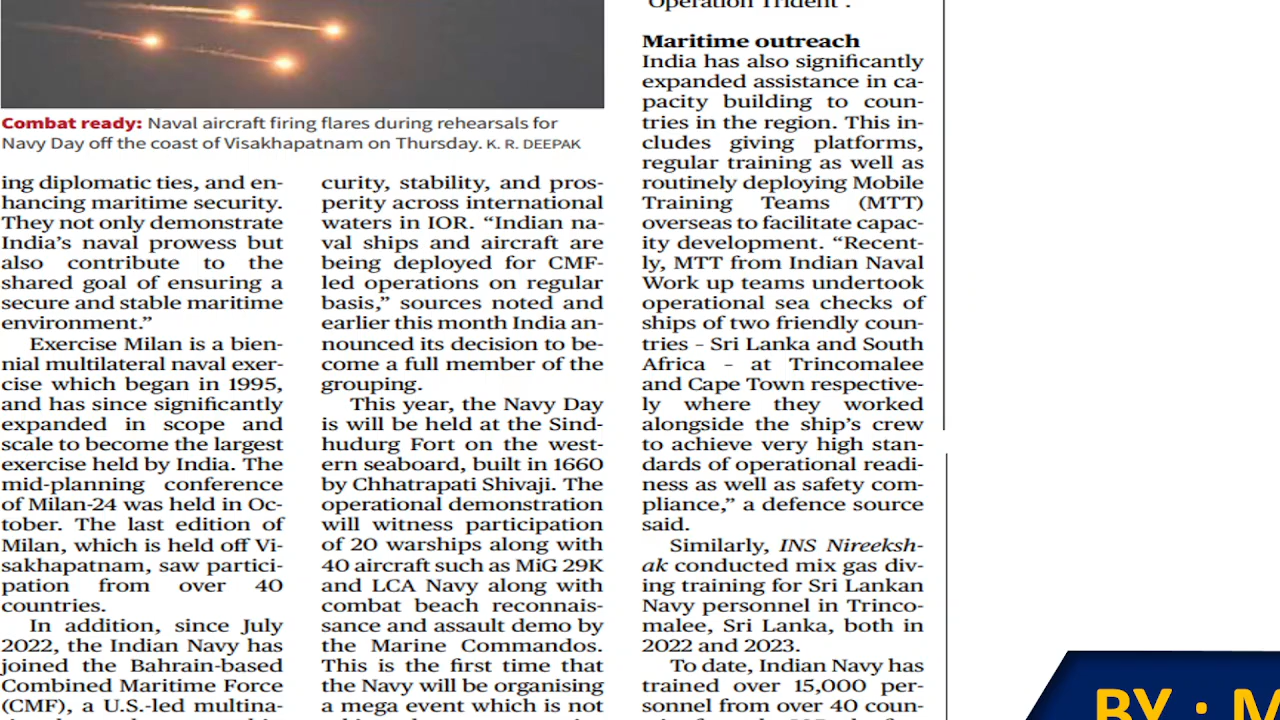 Combat ready: Naval aircraft firing flares during rehearsals for
Navy Day off the coast of Visakhapatnam on Thursday. K. R. DEEPAK
ing diplomatic ties, and en-
hancing maritime security.
They not only demonstrate
India's naval prowess but
also contribute to the
shared goal of ensuring a
secure and stable maritime
environment."
Exercise Milan is a bien-
nial multilateral naval exer-
cise which began in 1995,
and has since significantly
expanded in scope and
scale to become the largest
exercise held by India. The
mid-planning conference
of Milan-24 was held in Oc-
tober. The last edition of
Milan, which is held off Vi-
sakhapatnam, saw partici-
pation from over 40
countries.
In addition, since July
2022, the Indian Navy has
joined the Bahrain-based
Combined Maritime Force
(CMF), a U.S.-led multina-
curity, stability, and pros-
perity across international
waters in IOR. "Indian na-
val ships and aircraft are
being deployed for CMF-
led operations on regular
basis," sources noted and
earlier this month India an-
nounced its decision to be-
come a full member of the
grouping.
This year, the Navy Day
is will be held at the Sind-
hudurg Fort on the west-
ern seaboard, built in 1660
by Chhatrapati Shivaji. The
operational demonstration
will witness participation
of 20 warships along with
40 aircraft such as MiG 29K
and LCA Navy along with
combat beach reconnais-
sance and assault demo by
the Marine Commandos.
This is the first time that
the Navy will be organising
a mega event which is not
'Operation Trident'.
Maritime outreach
India has also significantly
expanded assistance in ca-
pacity building to coun-
tries in the region. This in-
cludes giving platforms,
regular training as well as
routinely deploying Mobile
Training Teams (MTT)
overseas to facilitate capac-
ity development. "Recent-
ly, MTT from Indian Naval
Work up teams undertook
operational sea checks of
ships of two friendly coun-
tries – Sri Lanka and South
Africa – at Trincomalee
and Cape Town respective-
ly where they worked
alongside the ship's crew
to achieve very high stan-
dards of operational readi-
ness as well as safety com-
pliance," a defence source
said.
Similarly, INS Nireeksh-
ak conducted mix gas div-
ing training for Sri Lankan
Navy personnel in Trinco-
malee, Sri Lanka, both in
2022 and 2023.
To date, Indian Navy has
trained over 15,000 per-
sonnel from over 40 coun-
BY : M